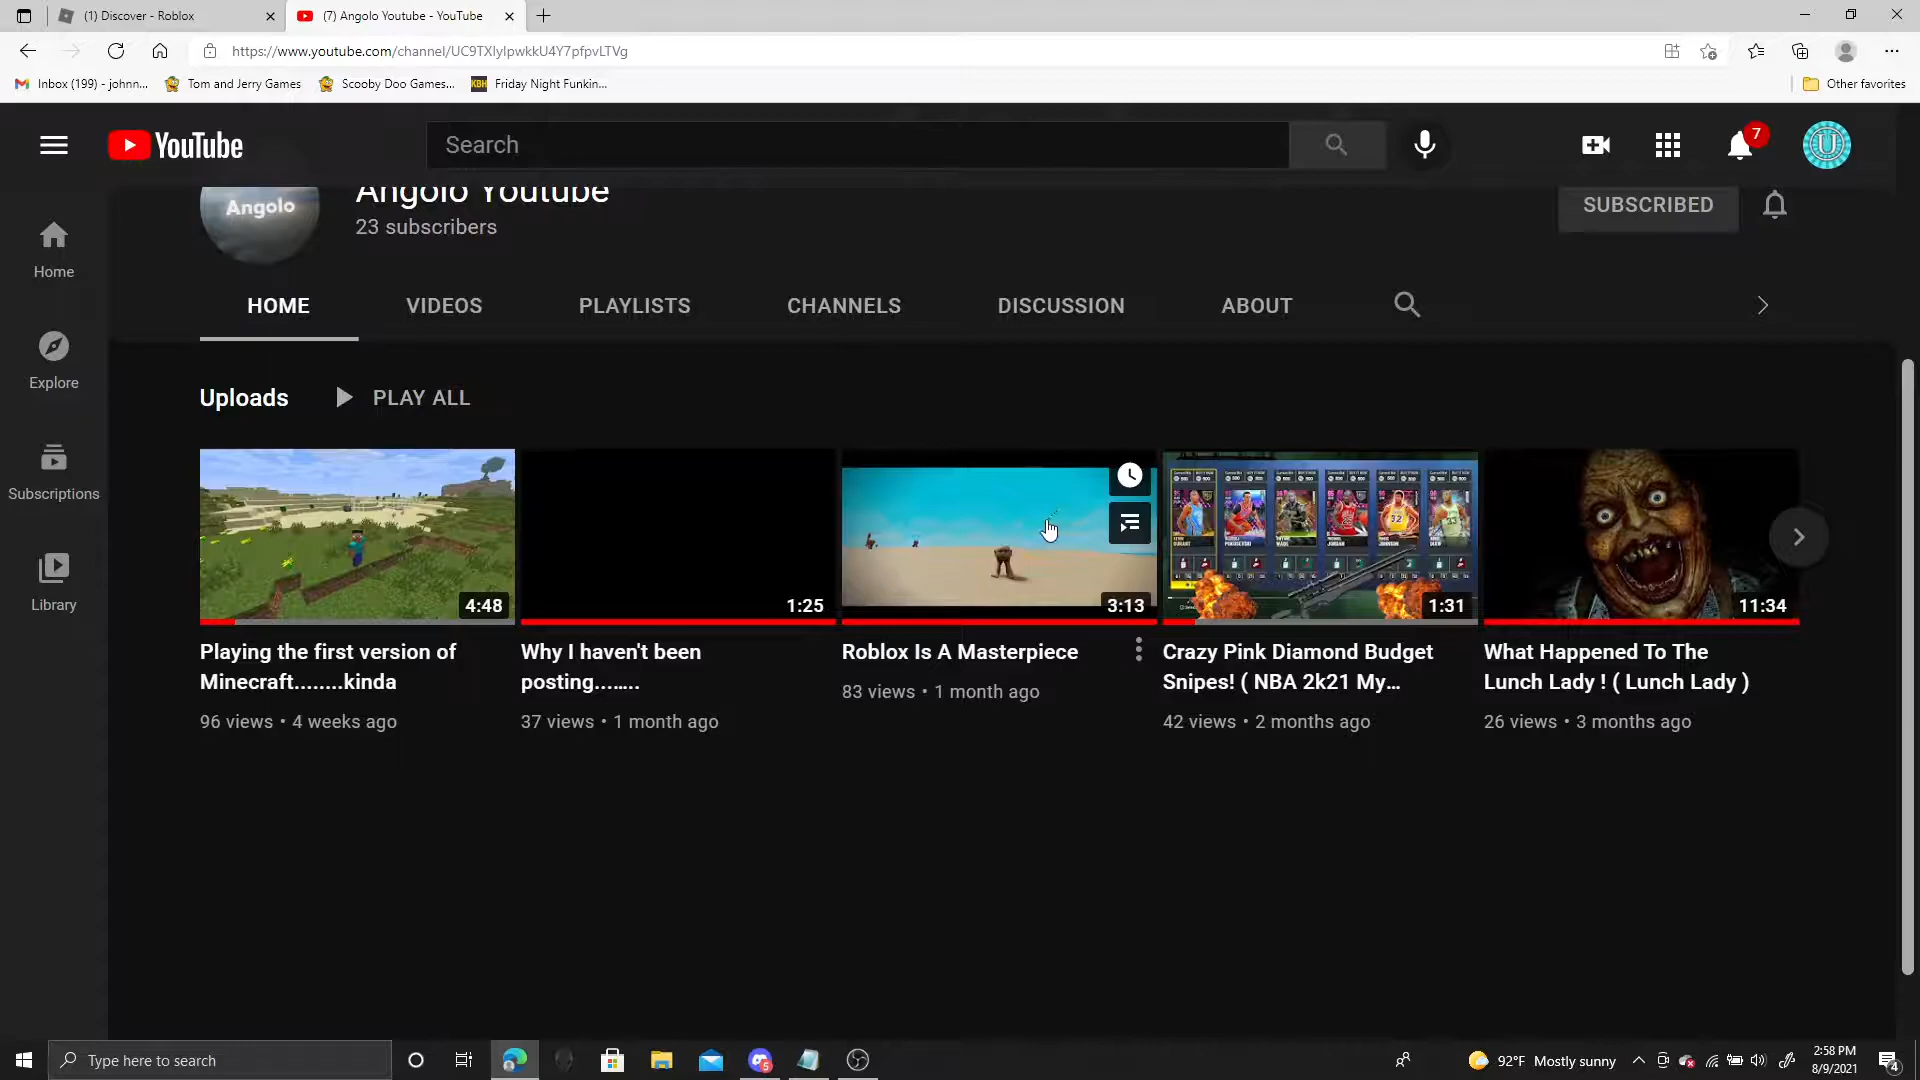 (1) Discover - Roblox
(7) Angolo Youtube - YouTube
https://www.youtube.com/channel/UC9TXlylpwkkU4Y7pfpvLTVg
Inbox (199) - johnn...
Tom and Jerry Games
Scooby Doo Games...
KBH
Friday Night Funkin...
Other favorites
YouTube
Search
7
U
Angolo
Angolo Youtube
23 subscribers
SUBSCRIBED
HOME
VIDEOS
PLAYLISTS
CHANNELS
DISCUSSION
ABOUT
Home
Explore
Subscriptions
Library
Uploads
PLAY ALL
4:48
1:25
3:13
1:31
11:34
Playing the first version of
Minecraft........kinda
96 views • 4 weeks ago
Why I haven't been
posting.......
37 views • 1 month ago
Roblox Is A Masterpiece
83 views • 1 month ago
Crazy Pink Diamond Budget
Snipes! ( NBA 2k21 My...
42 views • 2 months ago
What Happened To The
Lunch Lady ! ( Lunch Lady )
26 views • 3 months ago
Type here to search
5
92°F Mostly sunny
2:58 PM
8/9/2021
4